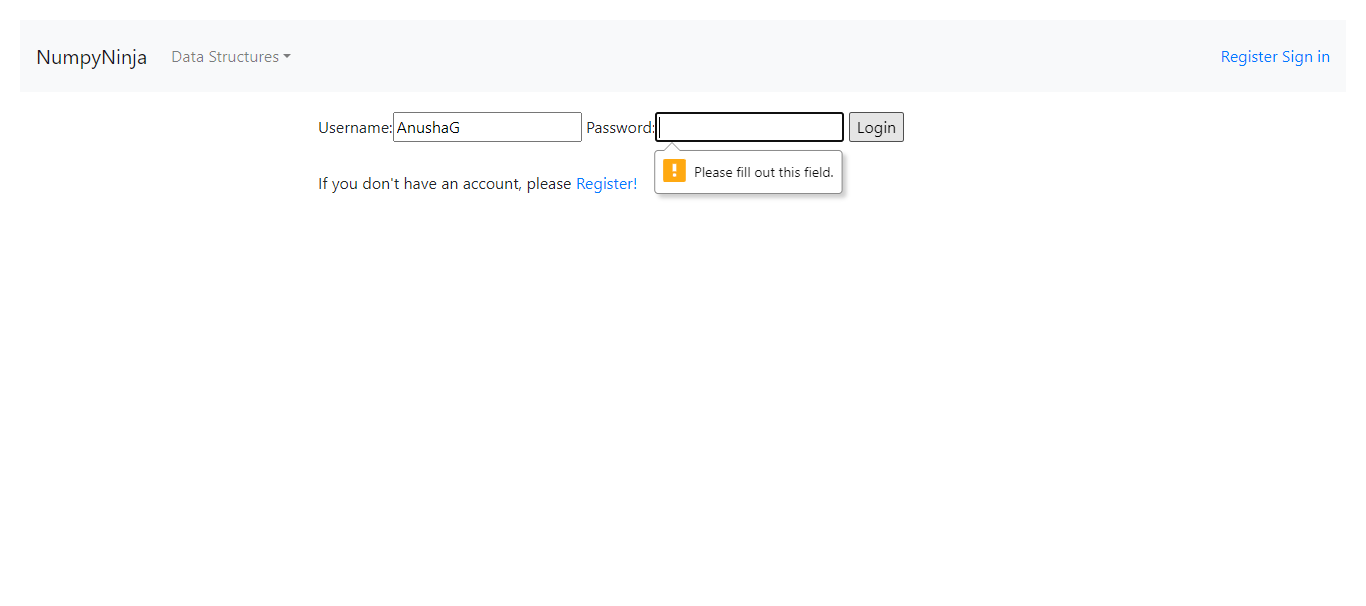 NumpyNinja Data Structures Register Sign in
Username: AnushaG Password: Login
Please fill out this field.
If you don't have an account, please Register!